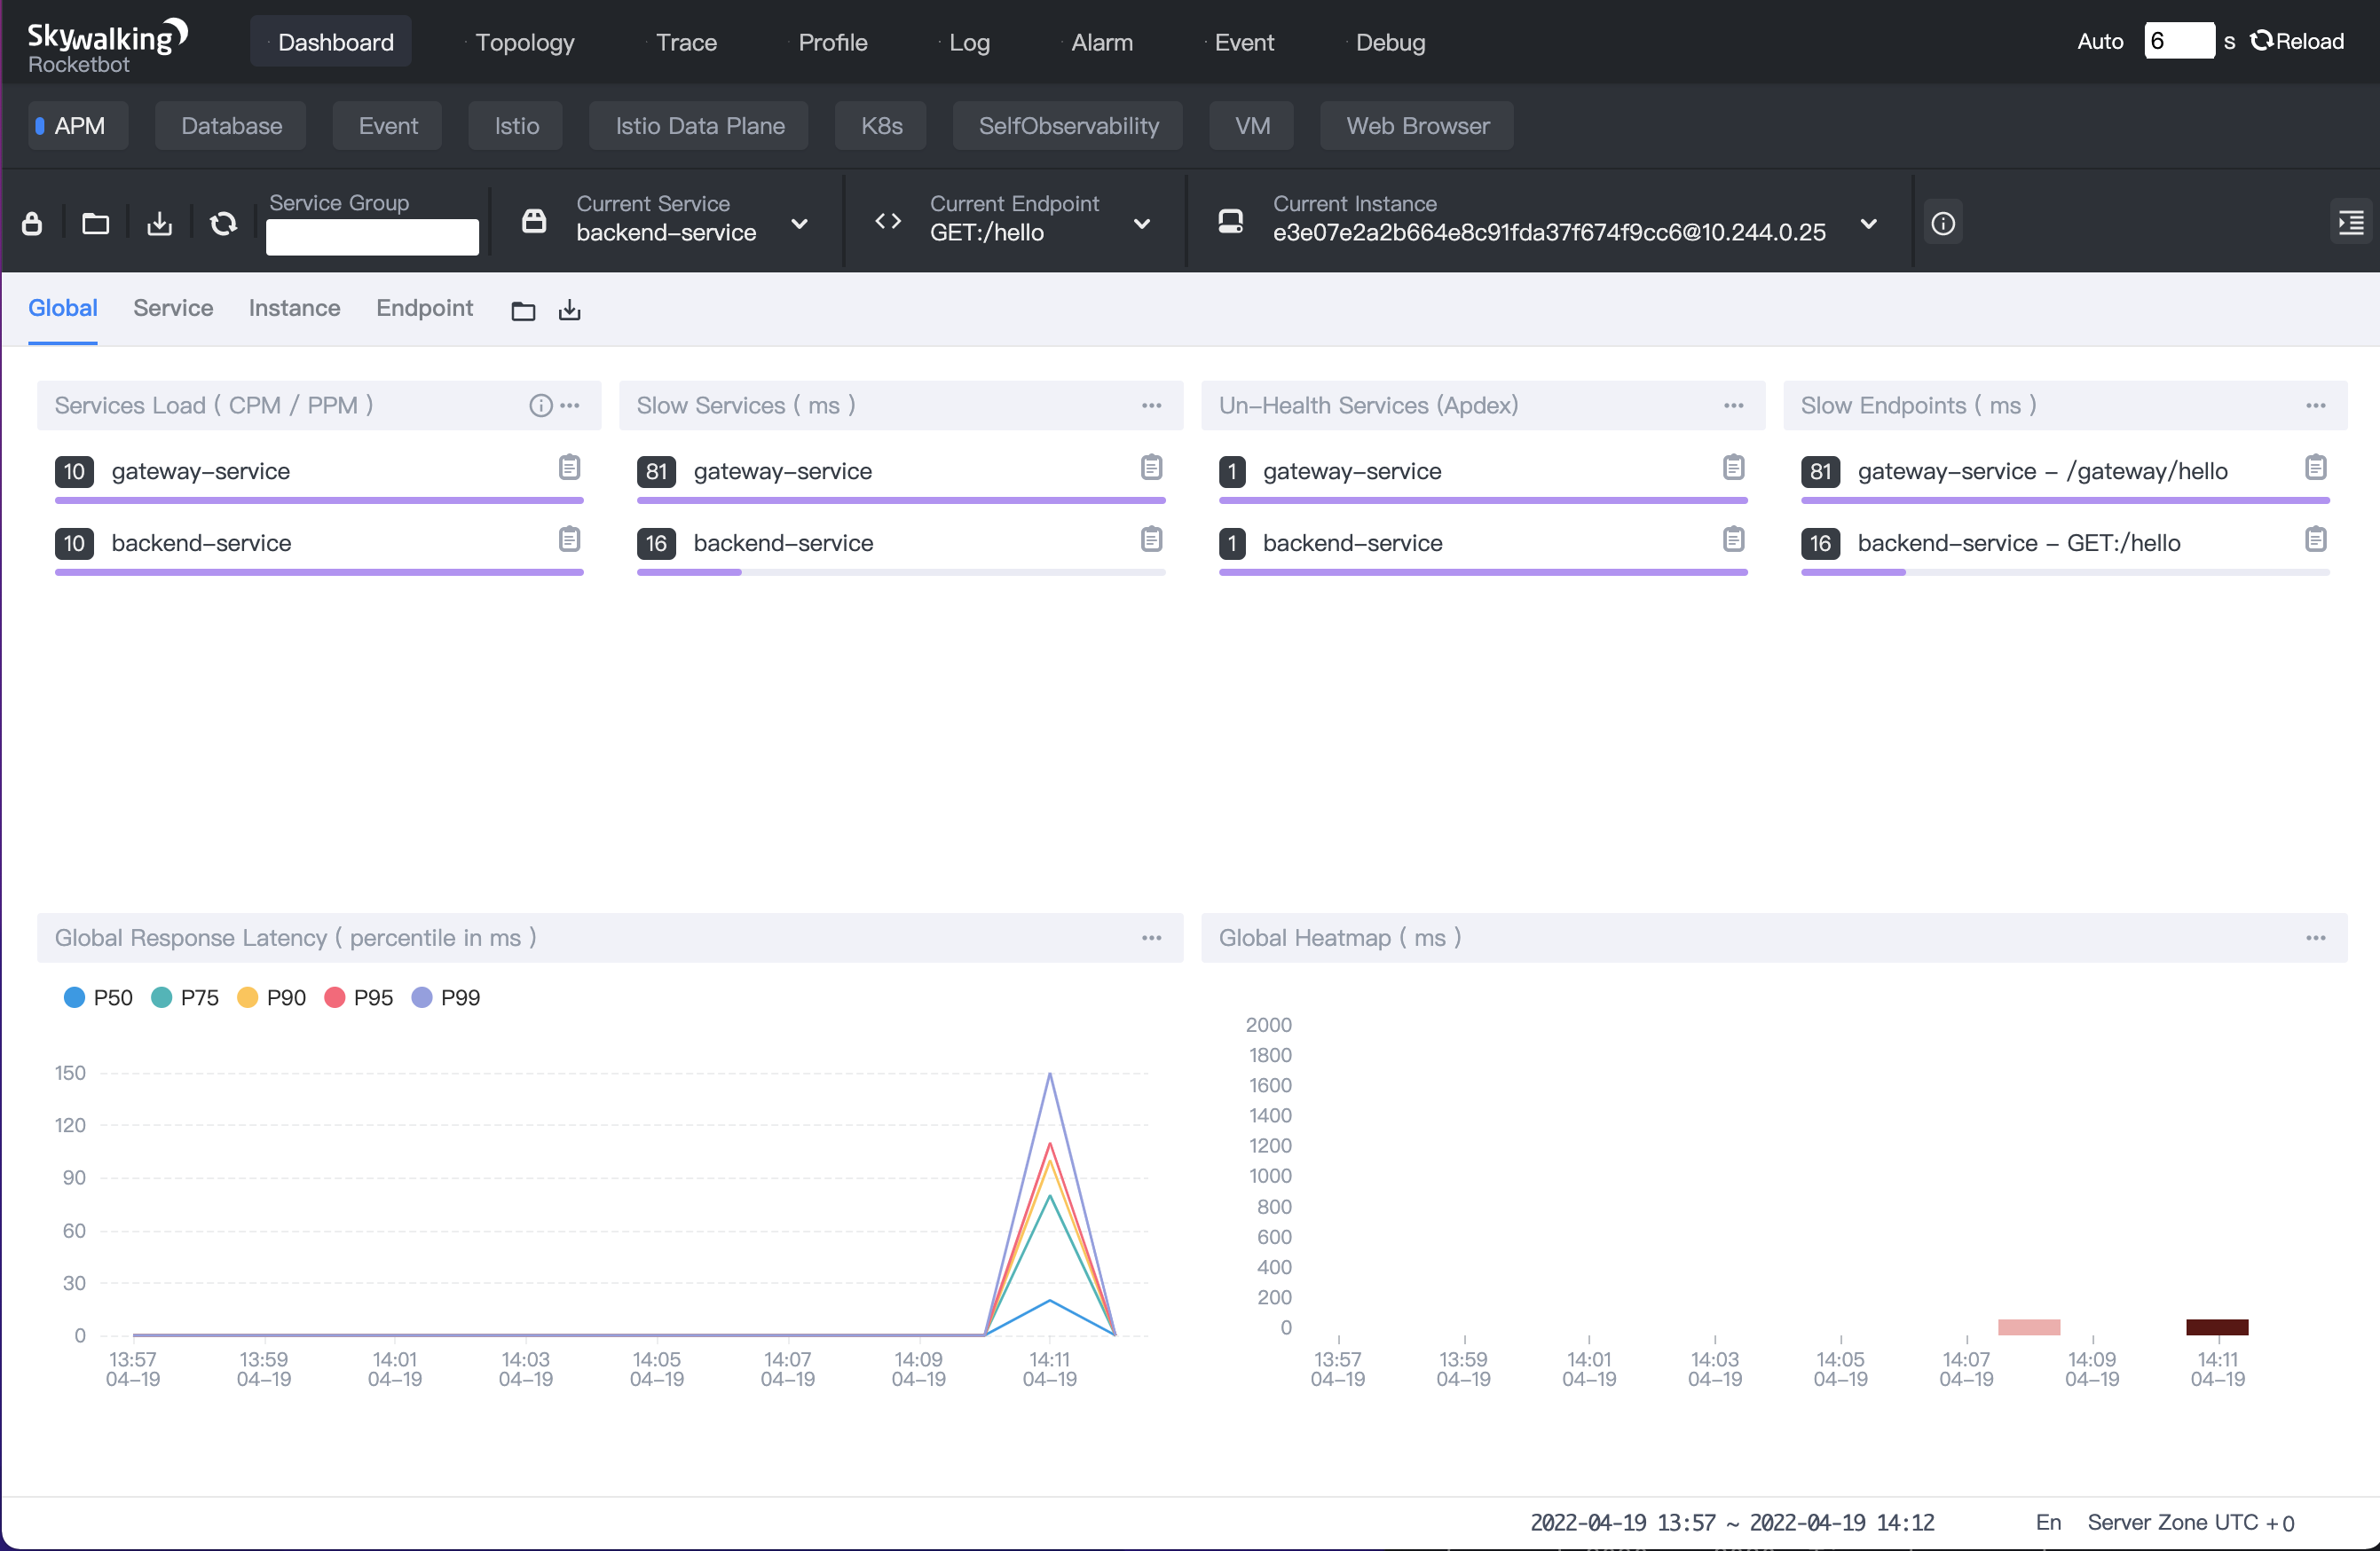 Skywalking
Rocketbot
Dashboard Topology Trace Profile Log Alarm Event Debug
Auto 6 s Reload
APM Database Event Istio Istio Data Plane K8s SelfObservability VM Web Browser
Service Group
Current Service
backend-service
Current Endpoint
GET:/hello
Current Instance
e3e07e2a2b664e8c91fda37f674f9cc6@10.244.0.25
Global Service Instance Endpoint
Services Load ( CPM / PPM )
10 gateway-service
10 backend-service
Slow Services ( ms )
81 gateway-service
16 backend-service
Un-Health Services (Apdex)
1 gateway-service
1 backend-service
Slow Endpoints ( ms )
81 gateway-service - /gateway/hello
16 backend-service - GET:/hello
Global Response Latency ( percentile in ms )
P50 P75 P90 P95 P99
150
120
90
60
30
0
13:57 13:59 14:01 14:03 14:05 14:07 14:09 14:11
04-19 04-19 04-19 04-19 04-19 04-19 04-19 04-19
Global Heatmap ( ms )
2000
1800
1600
1400
1200
1000
800
600
400
200
0
13:57 13:59 14:01 14:03 14:05 14:07 14:09 14:11
04-19 04-19 04-19 04-19 04-19 04-19 04-19 04-19
2022-04-19 13:57 ~ 2022-04-19 14:12 En Server Zone UTC + 0